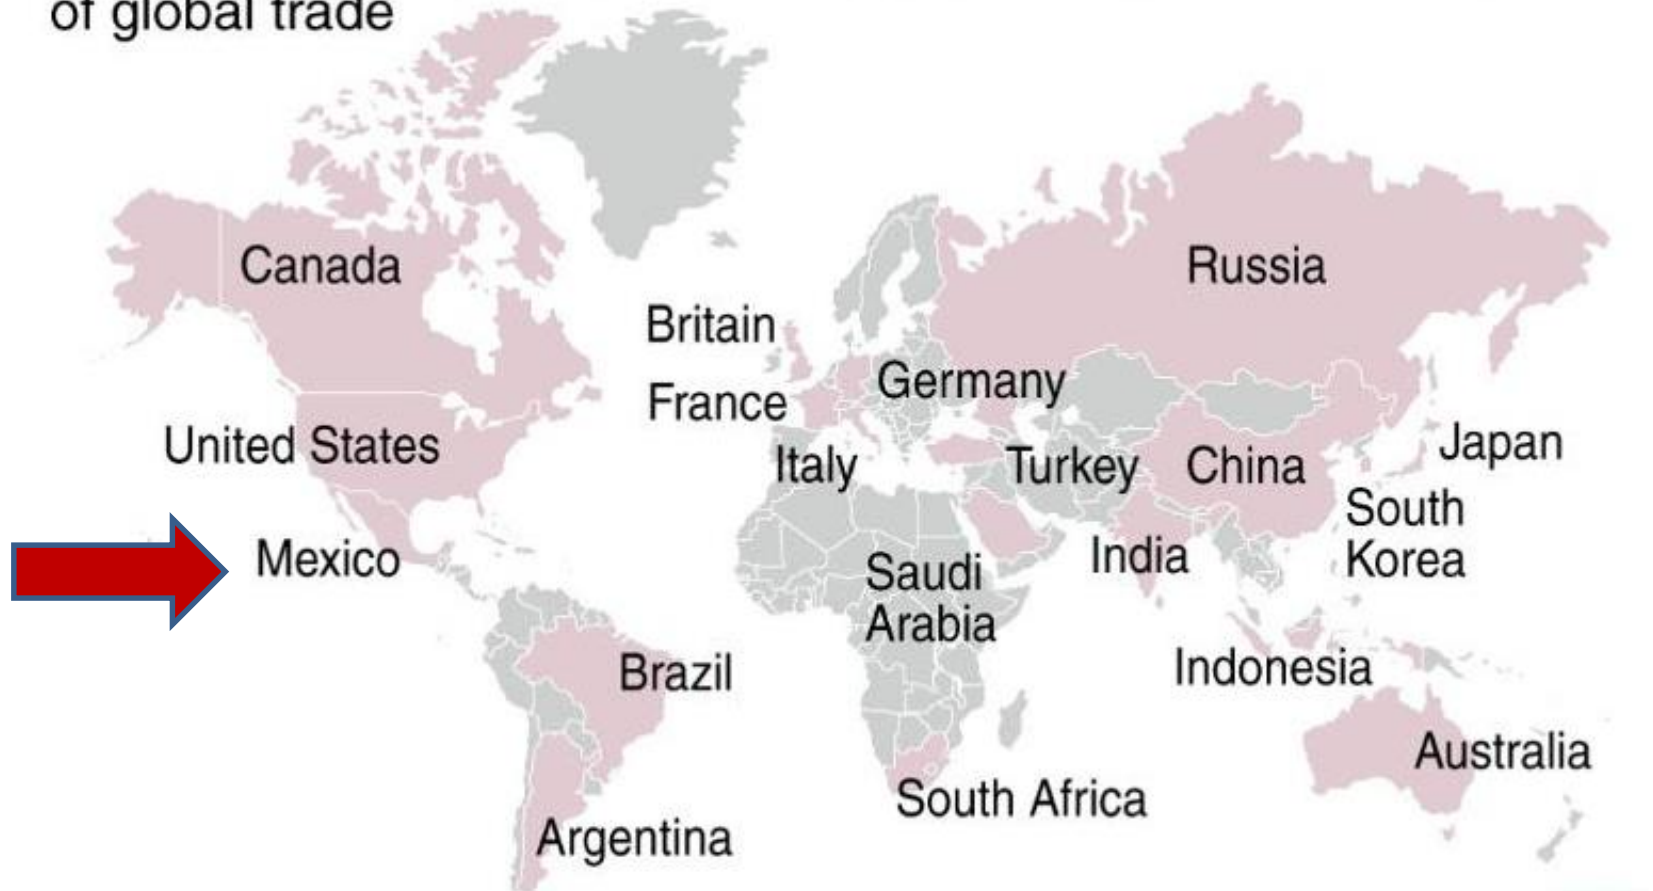 of global trade
Canada
Russia
Britain
Germany
France
United States
Japan
Italy
Turkey
China
South
Korea
Mexico
India
Saudi
Arabia
Indonesia
Brazil
Australia
South Africa
Argentina